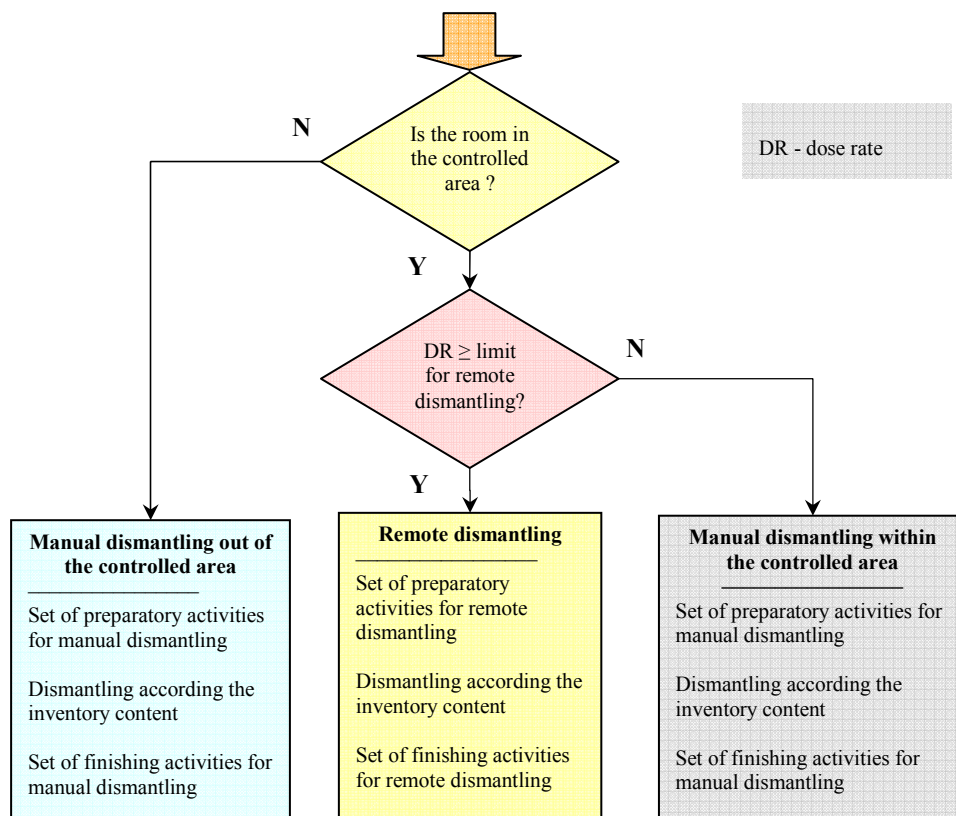 Is the room in
the controlled
area ?
N
DR - dose rate
Y
DR ≥ limit
for remote
dismantling?
N
Y
Manual dismantling out of
the controlled area
Set of preparatory activities
for manual dismantling
Dismantling according the
inventory content
Set of finishing activities for
manual dismantling
Remote dismantling
Set of preparatory
activities for remote
dismantling
Dismantling according the
inventory content
Set of finishing activities
for remote dismantling
Manual dismantling within
the controlled area
Set of preparatory activities for
manual dismantling
Dismantling according the
inventory content
Set of finishing activities for
manual dismantling